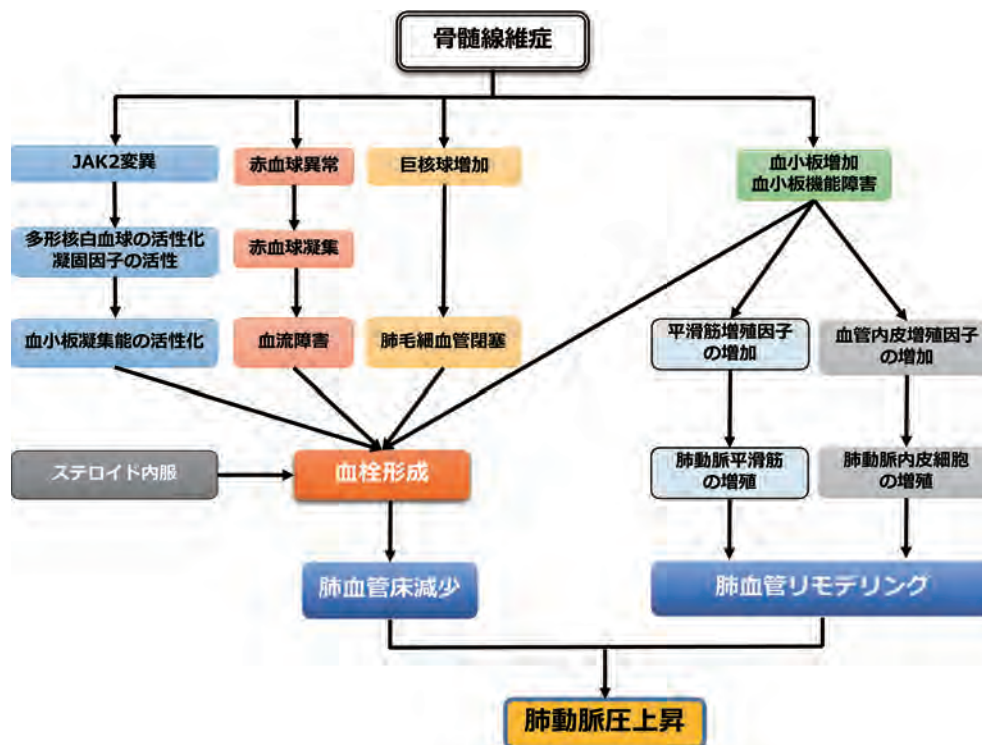 骨髄線維症
JAK2変異
赤血球異常
巨核球増加
血小板増加
血小板機能障害
多形核白血球の活性化
凝固因子の活性
赤血球凝集
血小板凝集能の活性化
血流障害
肺毛細血管閉塞
平滑筋増殖因子
の増加
血管内皮増殖因子
の増加
ステロイド内服
血栓形成
肺動脈平滑筋
の増殖
肺動脈内皮細胞
の増殖
肺血管床減少
肺血管リモデリング
肺動脈圧上昇